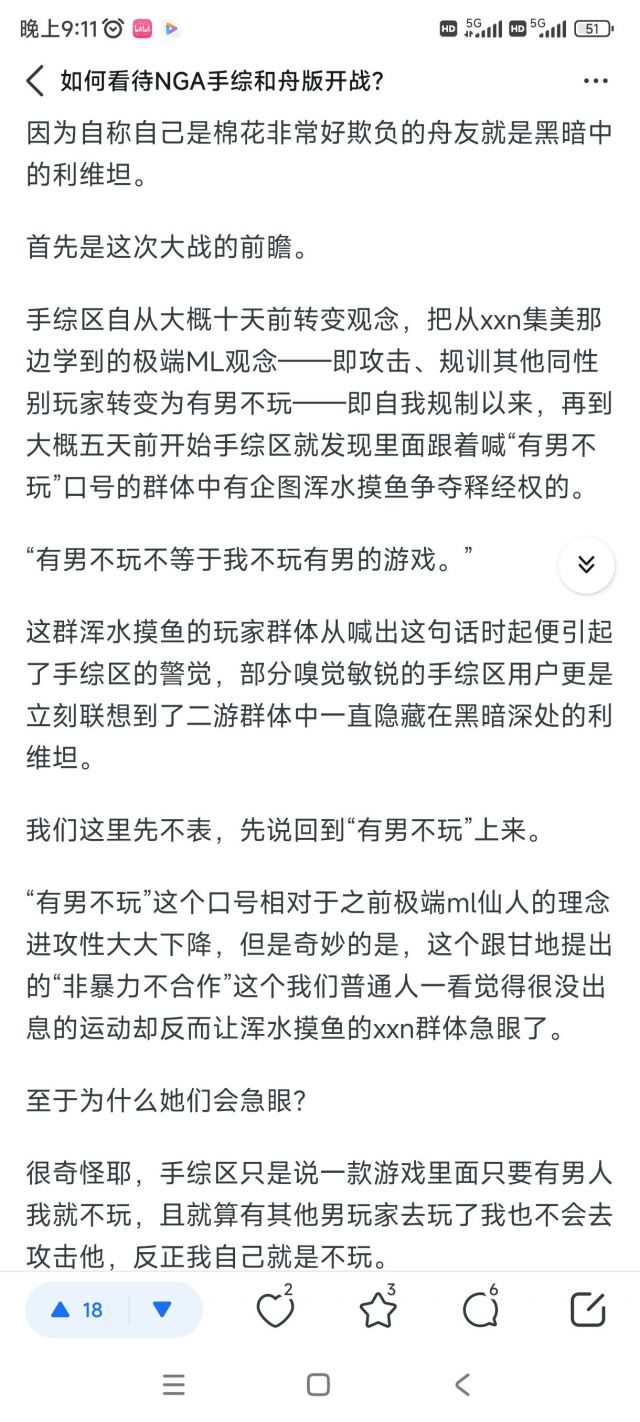 晚上9:11
HD 5G HD 5G 51
如何看待NGA手综和舟版开战?
因为自称自己是棉花非常好欺负的舟友就是黑暗中
的利维坦。
首先是这次大战的前瞻。
手综区自从大概十天前转变观念，把从xxn集美那
边学到的极端ML观念——即攻击、规训其他同性
别玩家转变为有男不玩——即自我规制以来，再到
大概五天前开始手综区就发现里面跟着喊“有男不
玩”口号的群体中有企图浑水摸鱼争夺释经权的。
“有男不玩不等于我不玩有男的游戏。”
这群浑水摸鱼的玩家群体从喊出这句话时起便引起
了手综区的警觉，部分嗅觉敏锐的手综区用户更是
立刻联想到了二游群体中一直隐藏在黑暗深处的利
维坦。
我们这里先不表，先说回到“有男不玩”上来。
“有男不玩”这个口号相对于之前极端ml仙人的理念
进攻性大大下降，但是奇妙的是，这个跟甘地提出
的“非暴力不合作”这个我们普通人一看觉得很没出
息的运动却反而让浑水摸鱼的xxn群体急眼了。
至于为什么她们会急眼?
很奇怪耶，手综区只是说一款游戏里面只要有男人
我就不玩，且就算有其他男玩家去玩了我也不会去
攻击他，反正我自己就是不玩。
18 2 3 6